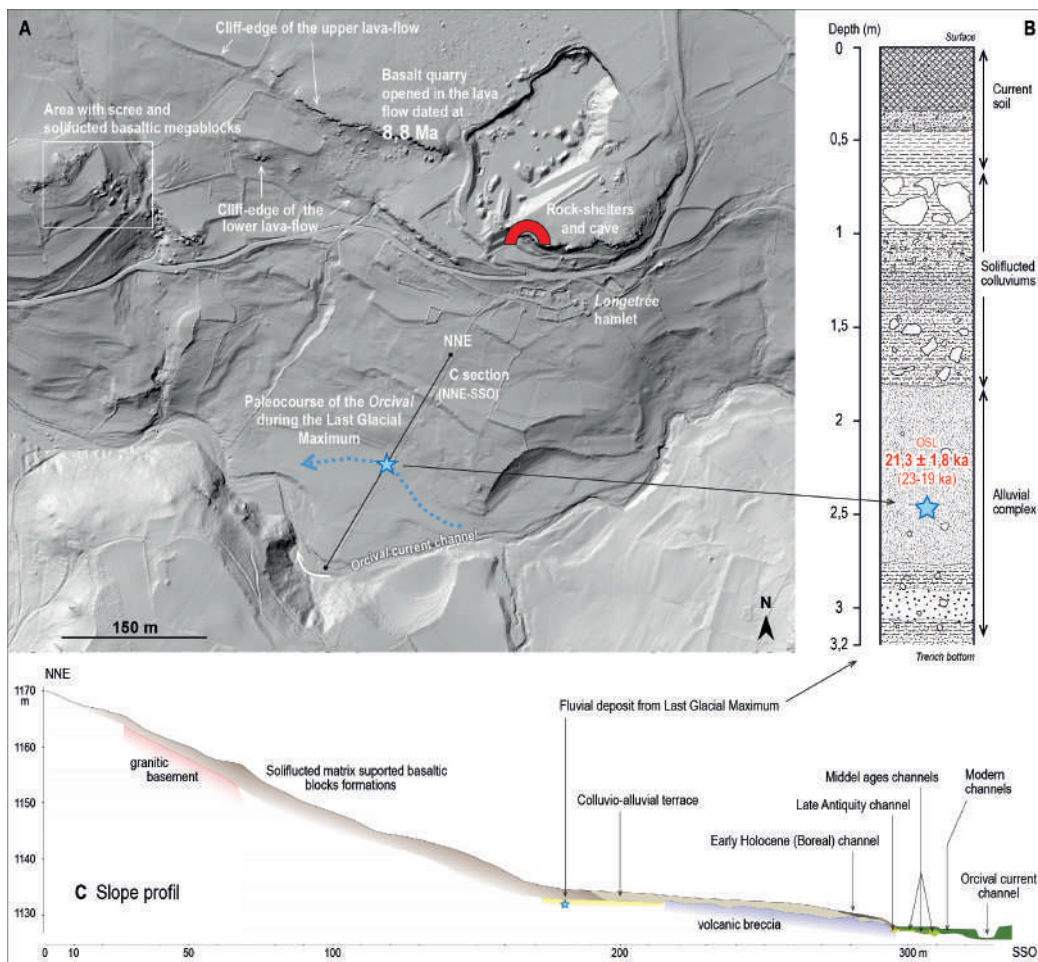 A
Cliff-edge of the upper lava-flow
Basalt quarry
opened in the lava
flow dated at
8,8 Ma
Area with scree and
solifucted basaltic megablocks
Cliff-edge of the
lower lava-flow
Rock-shelters
and cave
Longetrée
hamlet
NNE
C section
(NNE-SSO)
Paleocourse of the Orcival
during the Last Glacial
Maximum
Orcival current channel
150 m
N
B
Depth (m)
Surface
0
0,5
1
1,5
2
2,5
3
3,2
Current
soil
Soliflucted
colluviums
OSL
21,3 ± 1,8 ka
(23-19 ka)
Alluvial
complex
Trench bottom
NNE
1170
m
1160
1150
1140
1130
granitic
basement
Soliflucted matrix suported basaltic
blocks formations
Fluvial deposit from Last Glacial Maximum
Colluvio-alluvial terrace
Early Holocene (Boreal) channel
Late Antiquity channel
Middel ages channels
Modern
channels
Orcival current
channel
volcanic breccia
C Slope profil
0 10 50 100 200 300 m SSO